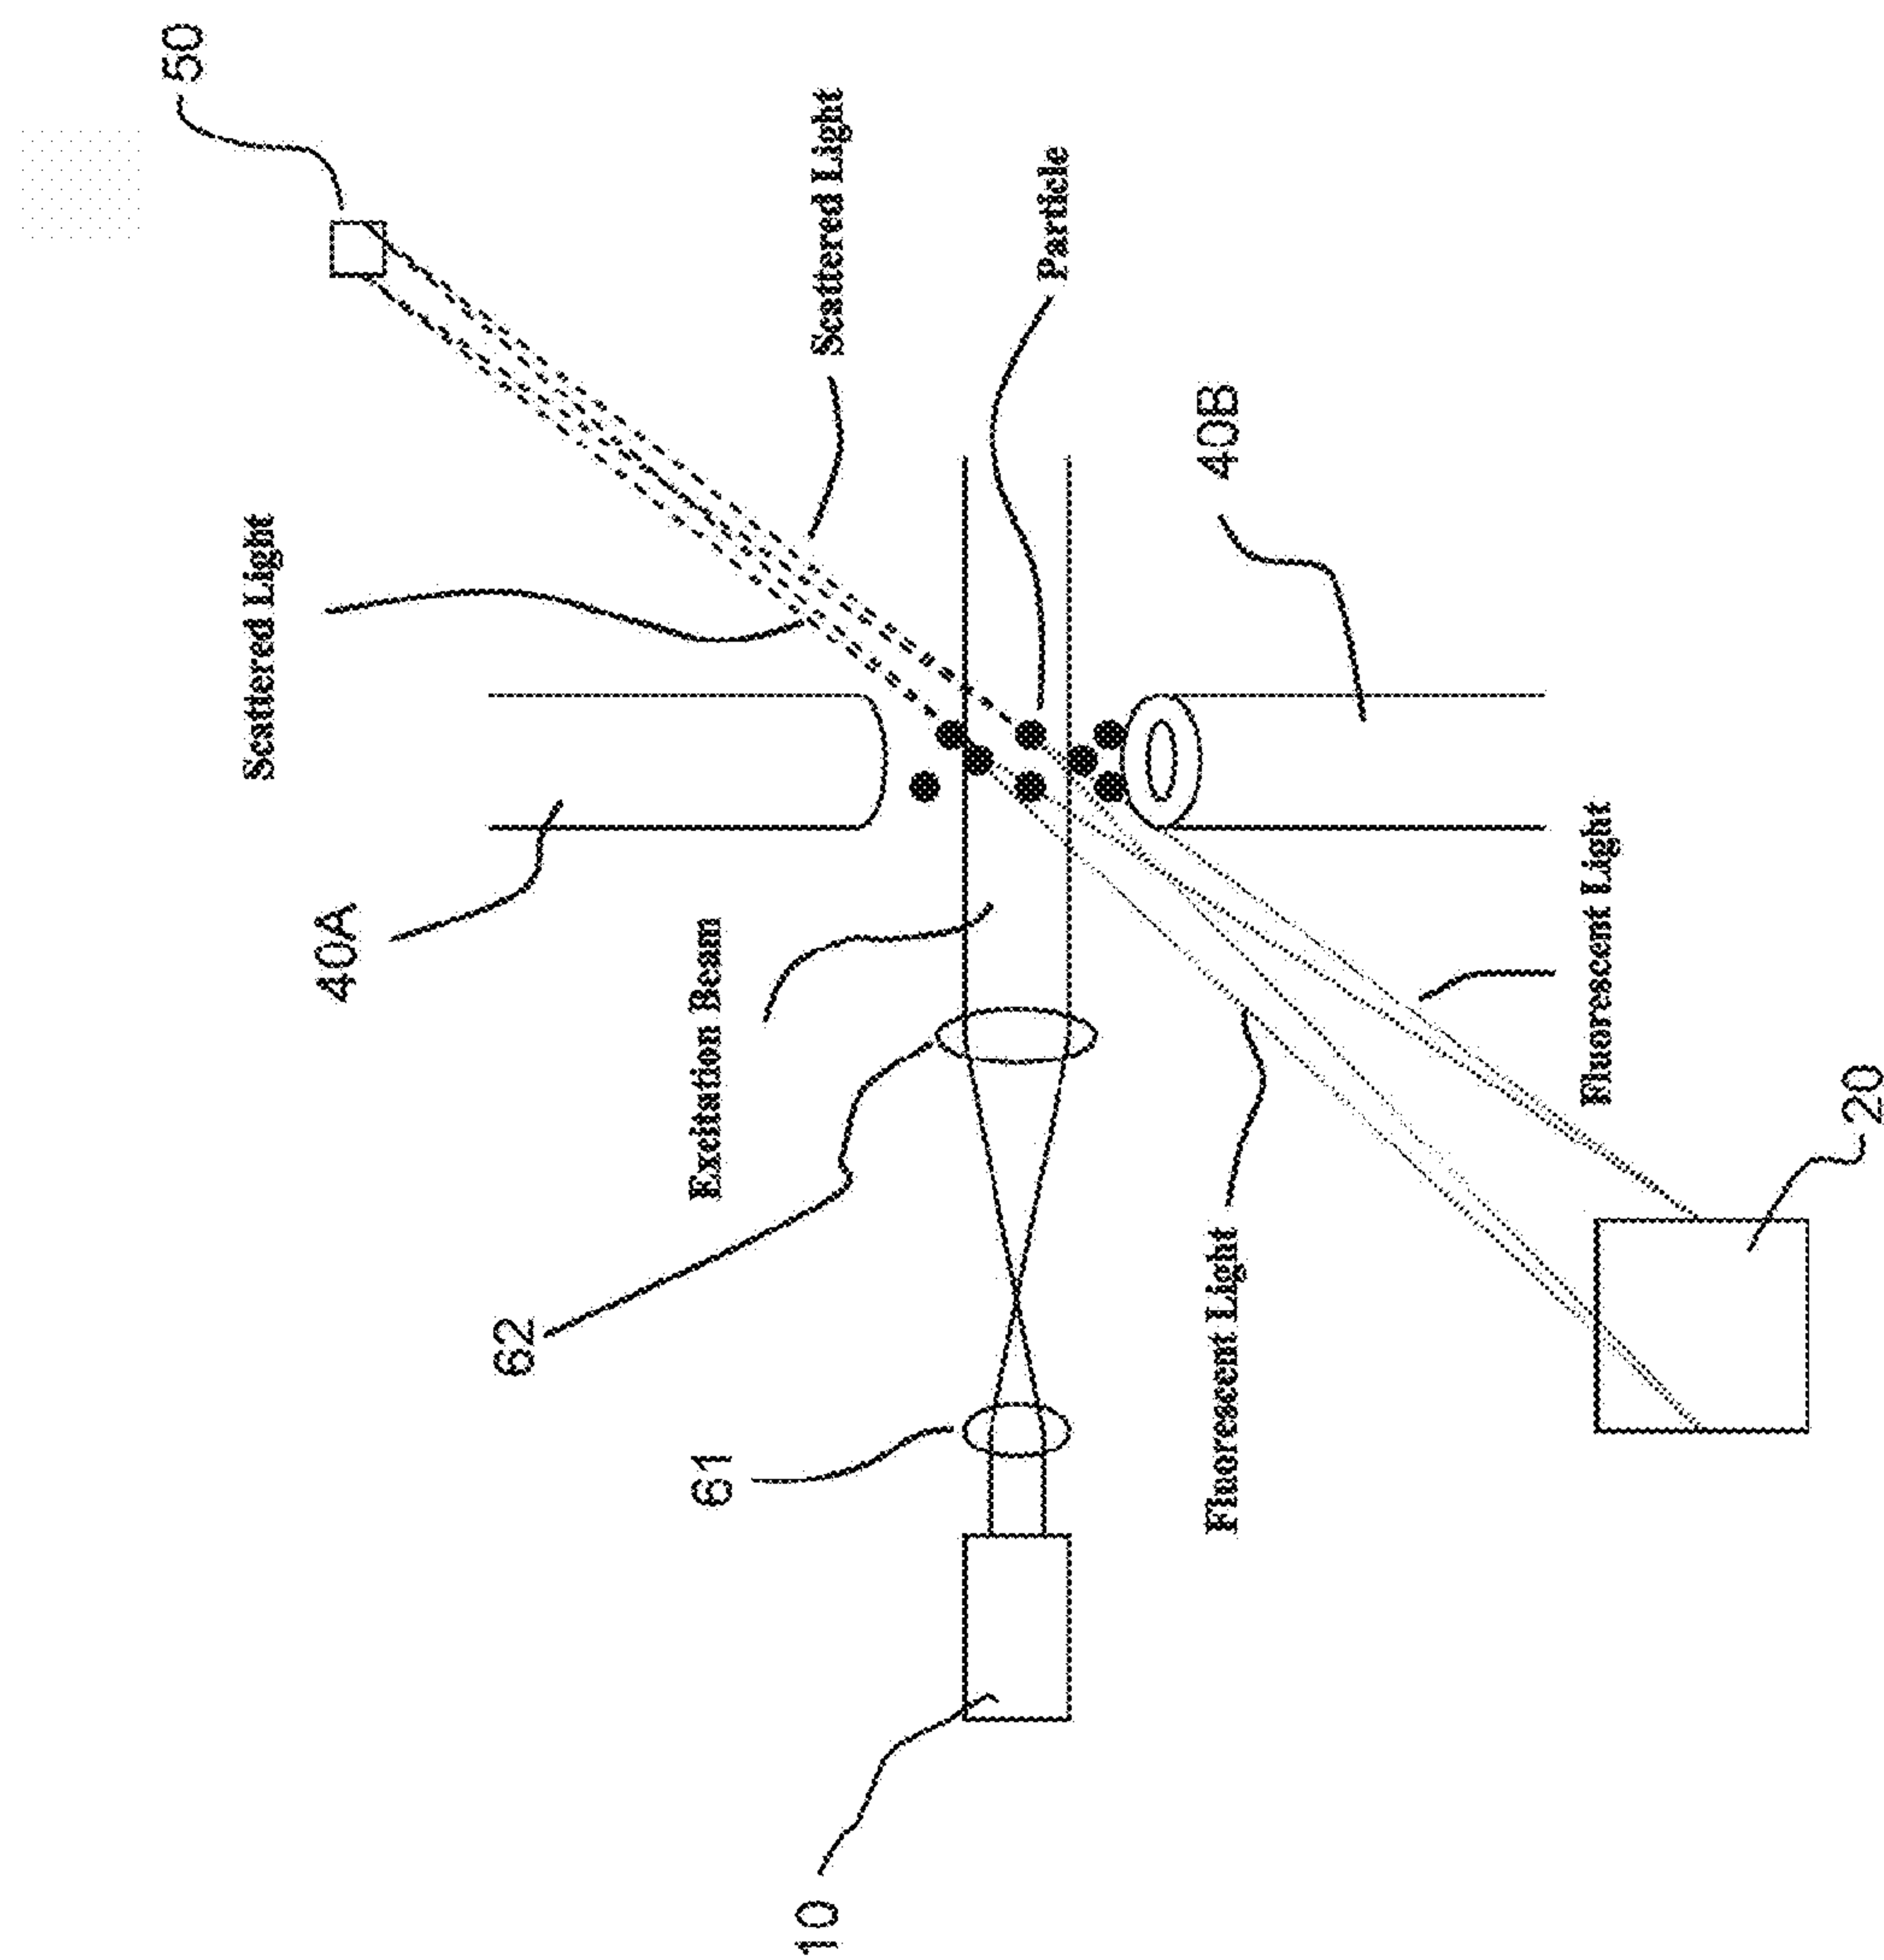 50
Scattered Light
40A
62
61
Excitation Beam
10
Scattered Light
Particle
Fluorescent Light
40B
Fluorescent Light
20